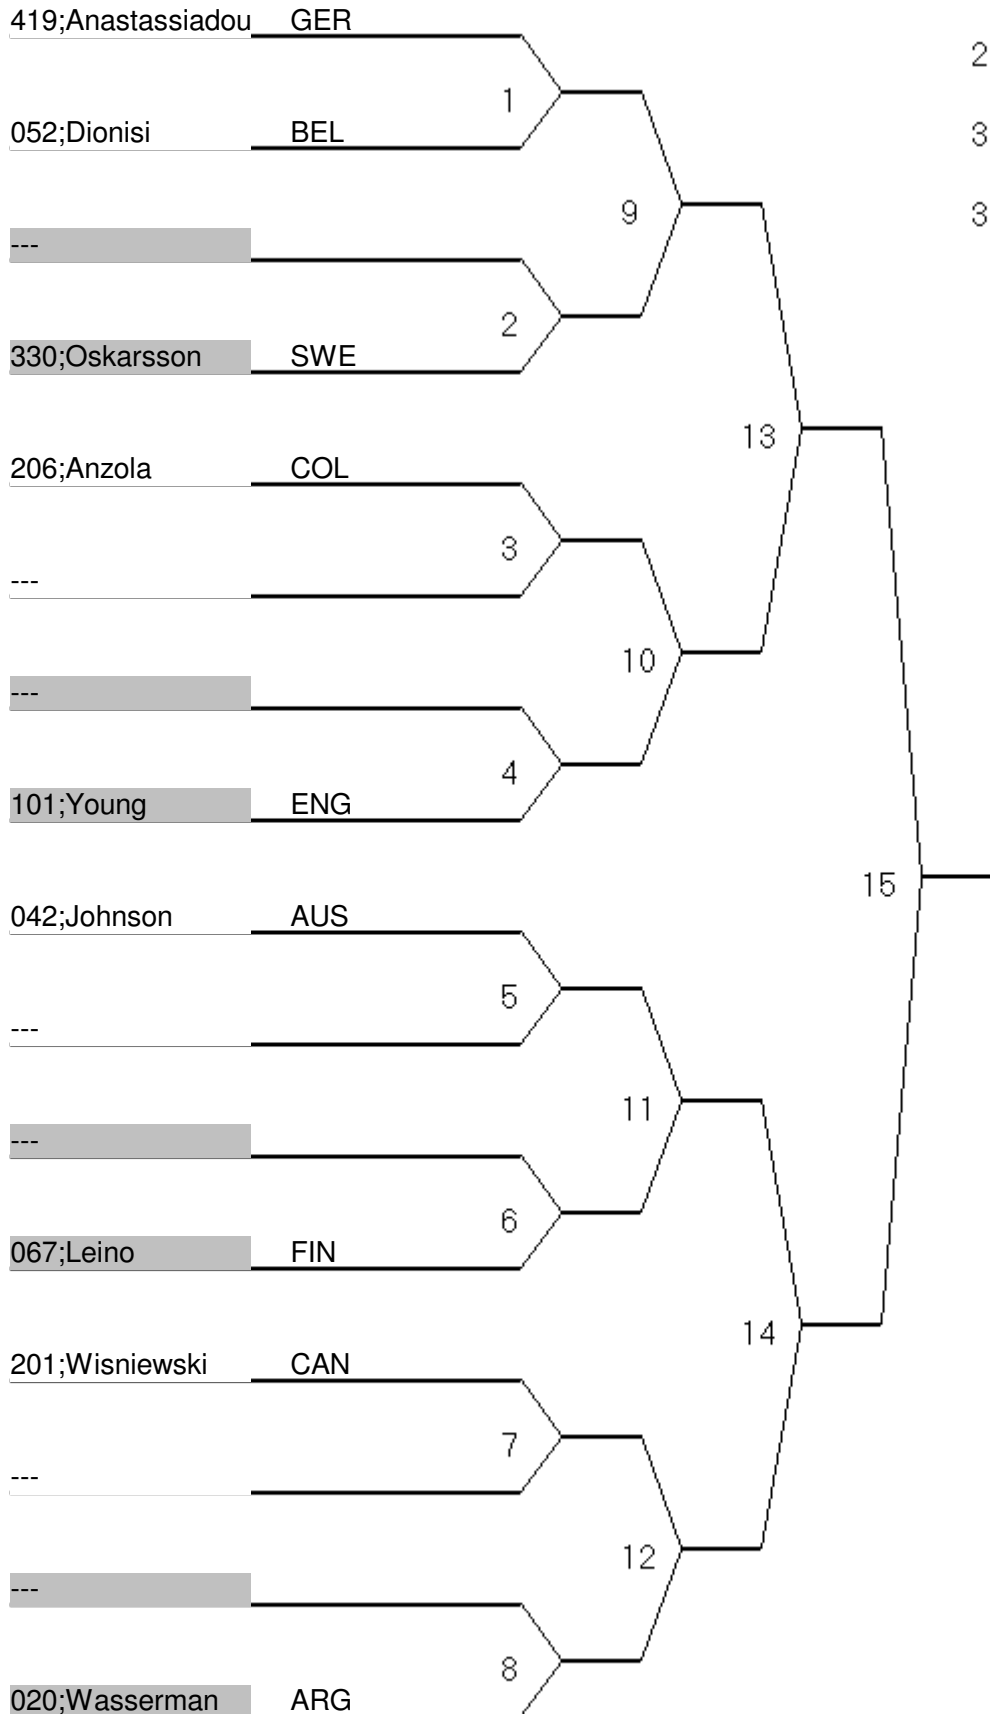 419;Anastassiadou GER
2
1
052;Dionisi BEL
3
9
3
---
2
330;Oskarsson SWE
13
206;Anzola COL
3
---
10
---
4
101;Young ENG
15
042;Johnson AUS
5
---
11
---
6
067;Leino FIN
14
201;Wisniewski CAN
7
---
12
---
8
020;Wasserman ARG